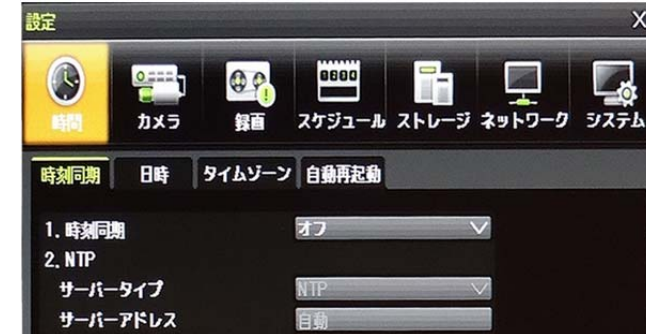 設定 X
時間 カメラ 録画 スケジュール ストレージ ネットワーク システム
時刻同期 日時 タイムゾーン 自動再起動
1. 時刻同期 オフ
2. NTP
サーバータイプ NTP
サーバーアドレス 自動